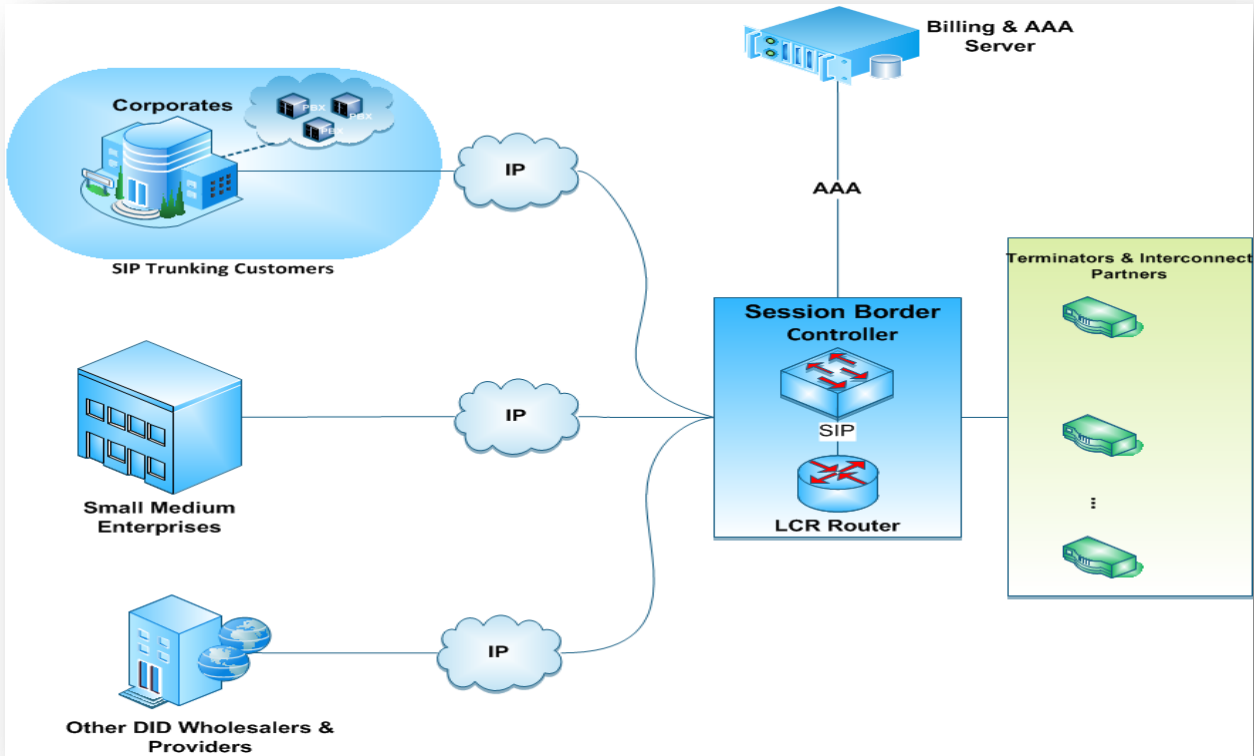 Billing & AAA
Server
Corporates
PBX
PBX
PBX
IP
SIP Trunking Customers
AAA
Terminators & Interconnect
Partners
Session Border
Controller
SIP
LCR Router
IP
Small Medium
Enterprises
...
IP
Other DID Wholesalers &
Providers